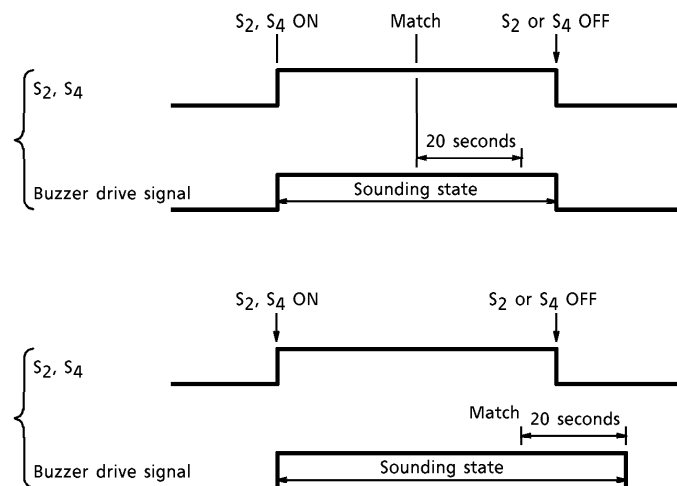 S2, S4 ON Match S2 or S4 OFF
S2, S4
20 seconds
Buzzer drive signal Sounding state
S2, S4 ON S2 or S4 OFF
S2, S4
Match 20 seconds
Buzzer drive signal Sounding state